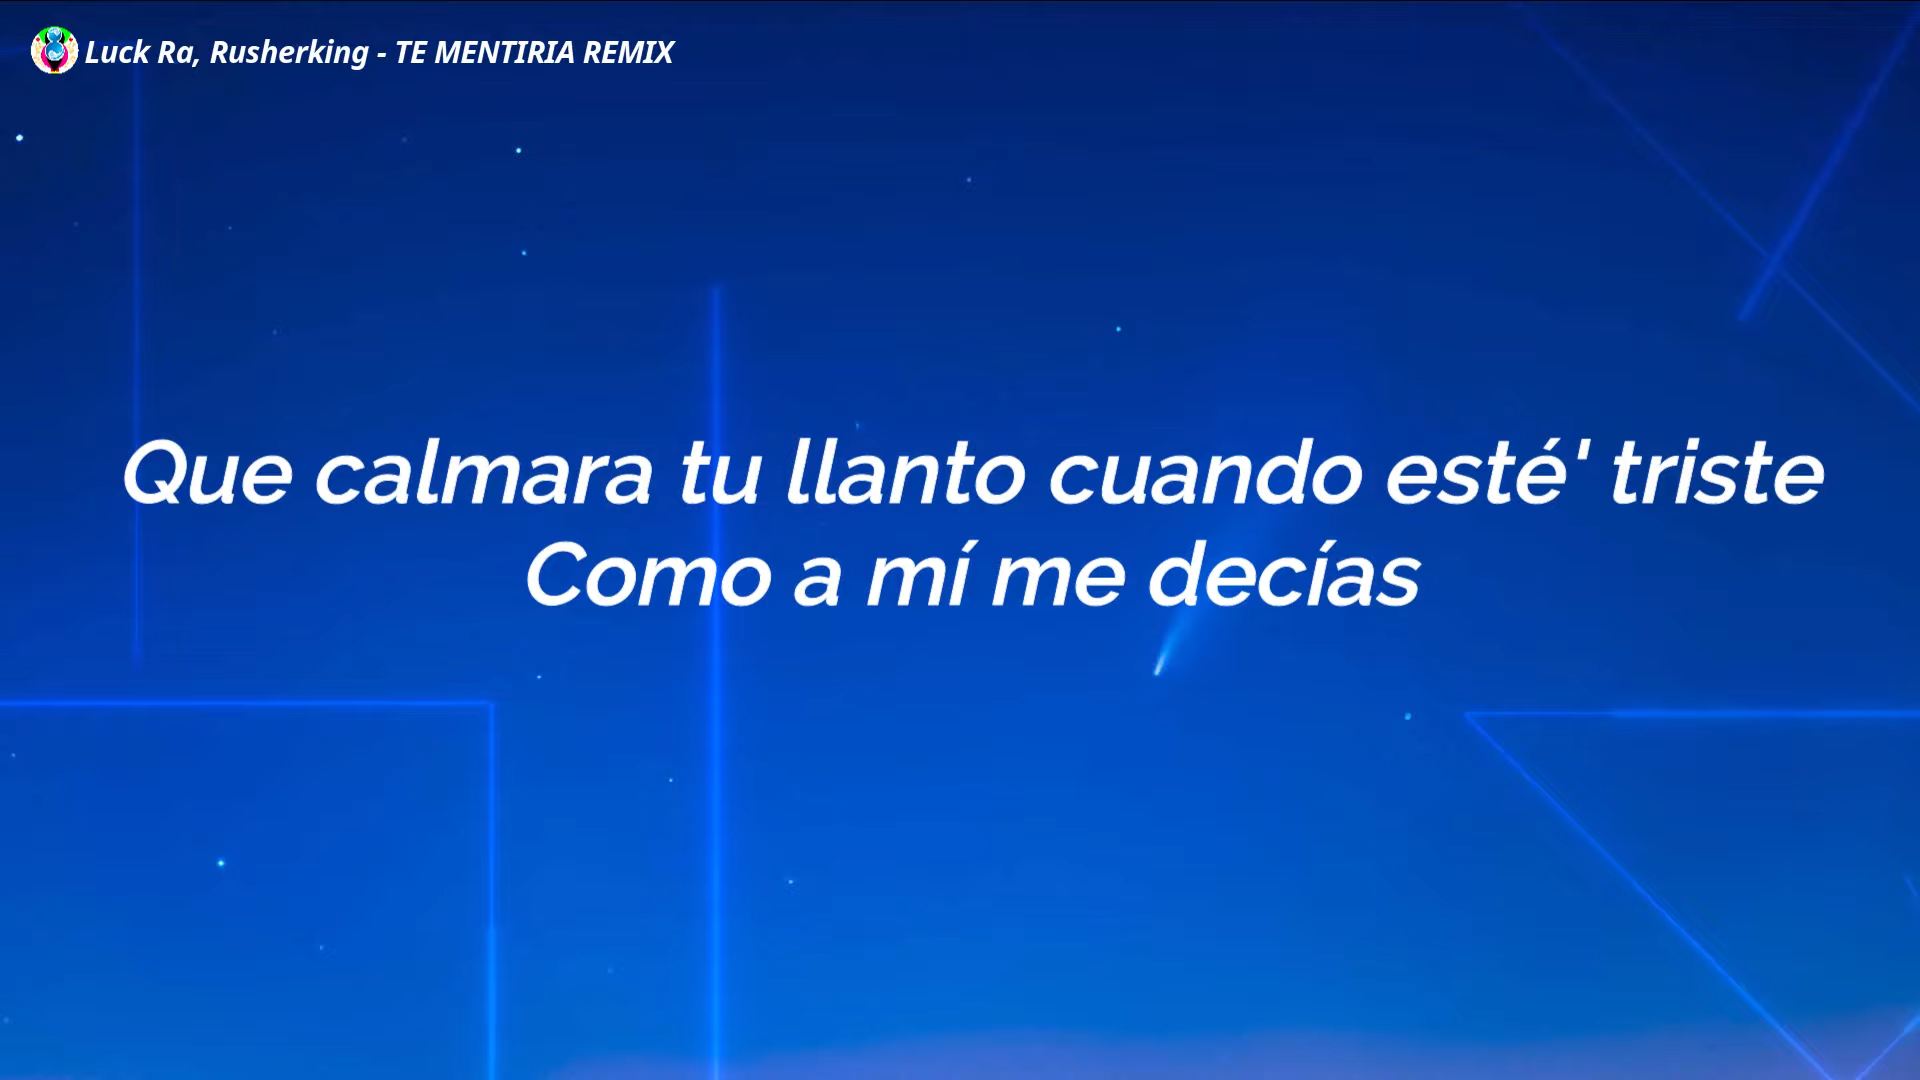 Luck Ra, Rusherking - TE MENTIRIA REMIX
Que calmara tu llanto cuando esté' triste
Como a mí me decías